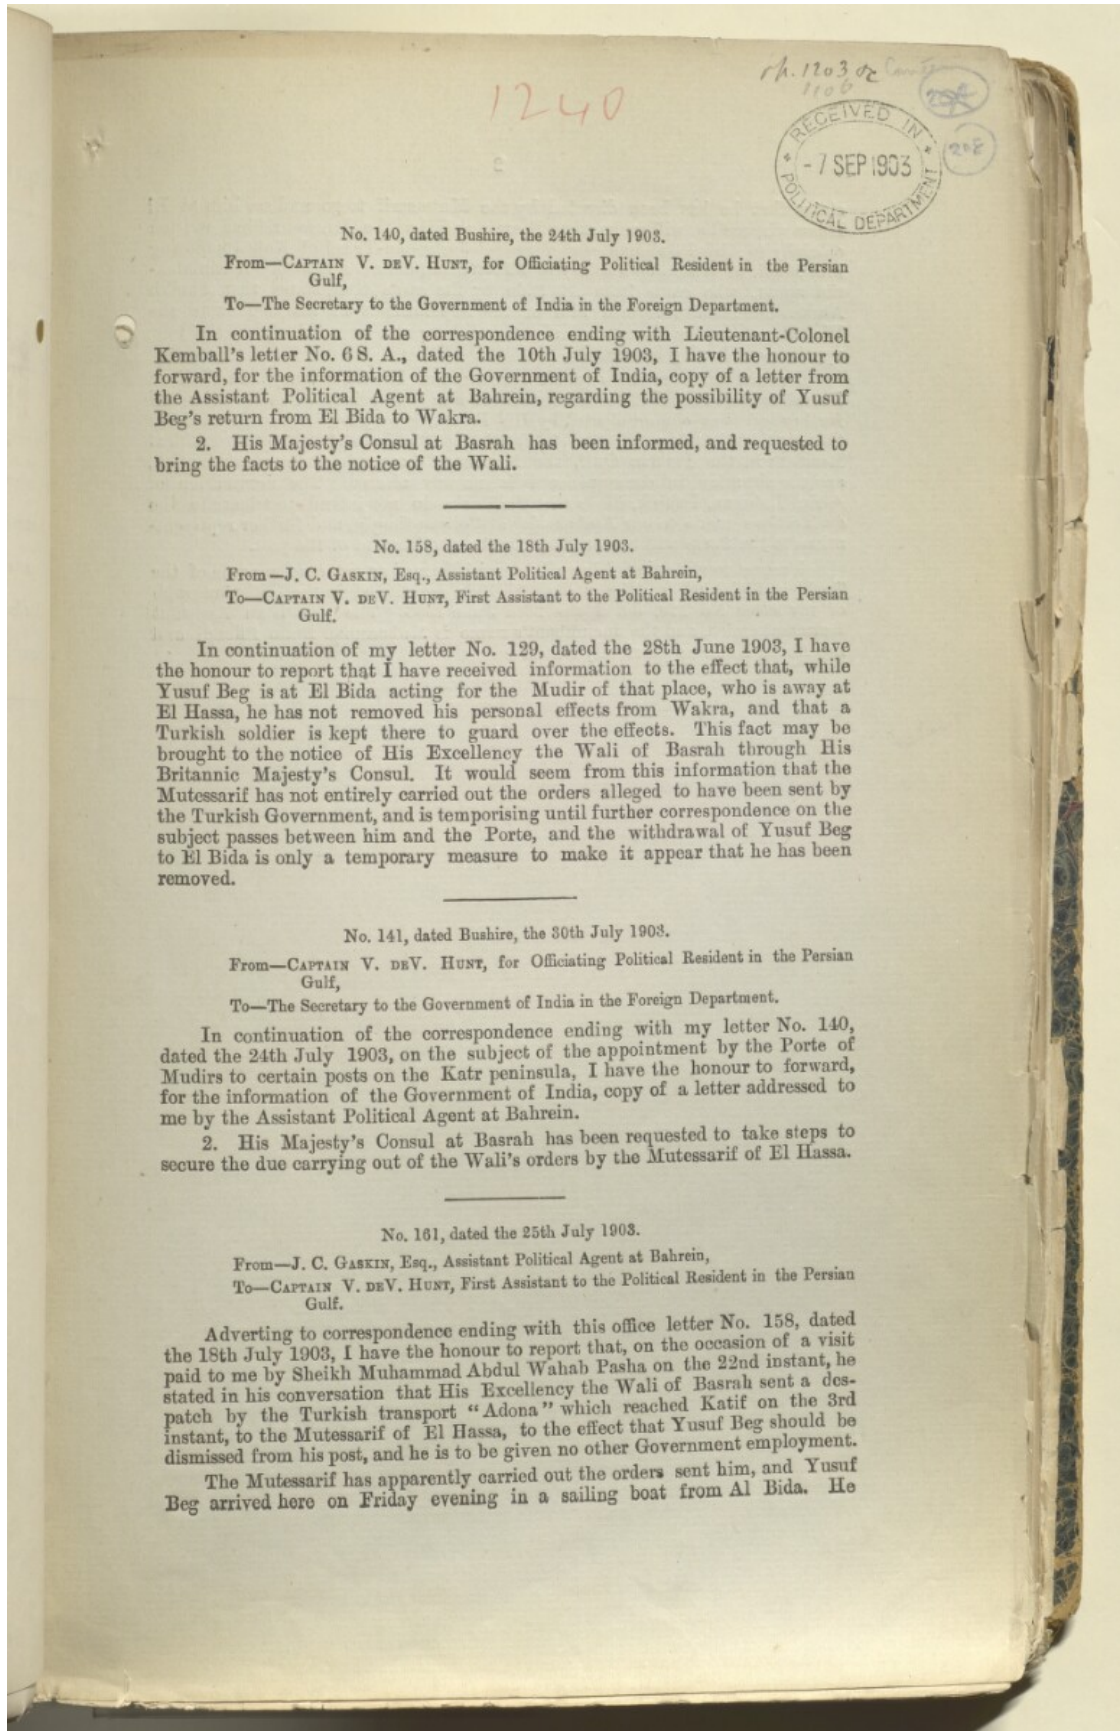 1240
1203
208
RECEIVED IN
- 7 SEP 1903
POLITICAL DEPARTMENT
No. 140, dated Bushire, the 24th July 1903.
From—CAPTAIN V. DEV. HUNT, for Officiating Political Resident in the Persian
Gulf,
To—The Secretary to the Government of India in the Foreign Department.
In continuation of the correspondence ending with Lieutenant-Colonel
Kemball's letter No. 6 S. A., dated the 10th July 1903, I have the honour to
forward, for the information of the Government of India, copy of a letter from
the Assistant Political Agent at Bahrein, regarding the possibility of Yusuf
Beg's return from El Bida to Wakra.
2. His Majesty's Consul at Basrah has been informed, and requested to
bring the facts to the notice of the Wali.
No. 158, dated the 18th July 1903.
From—J. C. GASKIN, Esq., Assistant Political Agent at Bahrein,
To—CAPTAIN V. DEV. HUNT, First Assistant to the Political Resident in the Persian
Gulf.
In continuation of my letter No. 129, dated the 28th June 1903, I have
the honour to report that I have received information to the effect that, while
Yusuf Beg is at El Bida acting for the Mudir of that place, who is away at
El Hassa, he has not removed his personal effects from Wakra, and that a
Turkish soldier is kept there to guard over the effects. This fact may be
brought to the notice of His Excellency the Wali of Basrah through His
Britannic Majesty's Consul. It would seem from this information that the
Mutessarif has not entirely carried out the orders alleged to have been sent by
the Turkish Government, and is temporising until further correspondence on the
subject passes between him and the Porte, and the withdrawal of Yusuf Beg
to El Bida is only a temporary measure to make it appear that he has been
removed.
No. 141, dated Bushire, the 30th July 1903.
From—CAPTAIN V. DEV. HUNT, for Officiating Political Resident in the Persian
Gulf,
To—The Secretary to the Government of India in the Foreign Department.
In continuation of the correspondence ending with my letter No. 140,
dated the 24th July 1903, on the subject of the appointment by the Porte of
Mudirs to certain posts on the Katr peninsula, I have the honour to forward,
for the information of the Government of India, copy of a letter addressed to
me by the Assistant Political Agent at Bahrein.
2. His Majesty's Consul at Basrah has been requested to take steps to
secure the due carrying out of the Wali's orders by the Mutessarif of El Hassa.
No. 161, dated the 25th July 1903.
From—J. C. GASKIN, Esq., Assistant Political Agent at Bahrein,
To—CAPTAIN V. DEV. HUNT, First Assistant to the Political Resident in the Persian
Gulf.
Adverting to correspondence ending with this office letter No. 158, dated
the 18th July 1903, I have the honour to report that, on the occasion of a visit
paid to me by Sheikh Muhammad Abdul Wahab Pasha on the 22nd instant, he
stated in his conversation that His Excellency the Wali of Basrah sent a des-
patch by the Turkish transport "Adona" which reached Katif on the 3rd
instant, to the Mutessarif of El Hassa, to the effect that Yusuf Beg should be
dismissed from his post, and he is to be given no other Government employment.
The Mutessarif has apparently carried out the orders sent him, and Yusuf
Beg arrived here on Friday evening in a sailing boat from Al Bida. He